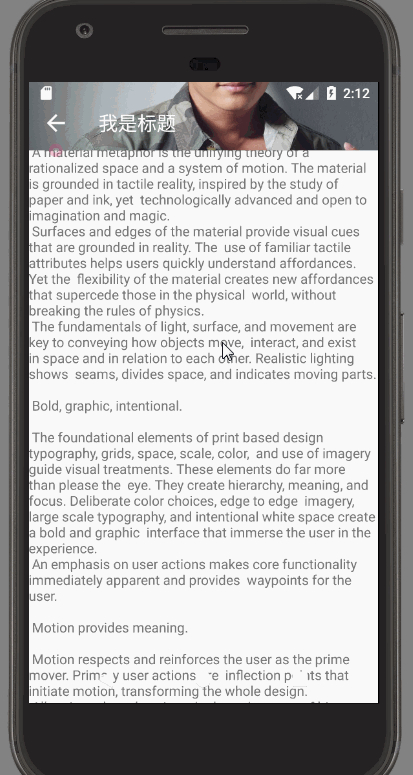 2:12
我是标题
A material metaphor is the unifying theory of a
rationalized space and a system of motion. The material
is grounded in tactile reality, inspired by the study of
paper and ink, yet  technologically advanced and open to
imagination and magic.
Surfaces and edges of the material provide visual cues
that are grounded in reality. The  use of familiar tactile
attributes helps users quickly understand affordances.
Yet the  flexibility of the material creates new affordances
that supercede those in the physical  world, without
breaking the rules of physics.
The fundamentals of light, surface, and movement are
key to conveying how objects move,  interact, and exist
in space and in relation to each other. Realistic lighting
shows  seams, divides space, and indicates moving parts.
Bold, graphic, intentional.
The foundational elements of print based design
typography, grids, space, scale, color,  and use of imagery
guide visual treatments. These elements do far more
than please the  eye. They create hierarchy, meaning, and
focus. Deliberate color choices, edge to edge  imagery,
large scale typography, and intentional white space create
a bold and graphic  interface that immerse the user in the
experience.
An emphasis on user actions makes core functionality
immediately apparent and provides  waypoints for the
user.
Motion provides meaning.
Motion respects and reinforces the user as the prime
mover. Primary user actions  are  inflection points that
initiate motion, transforming the whole design.